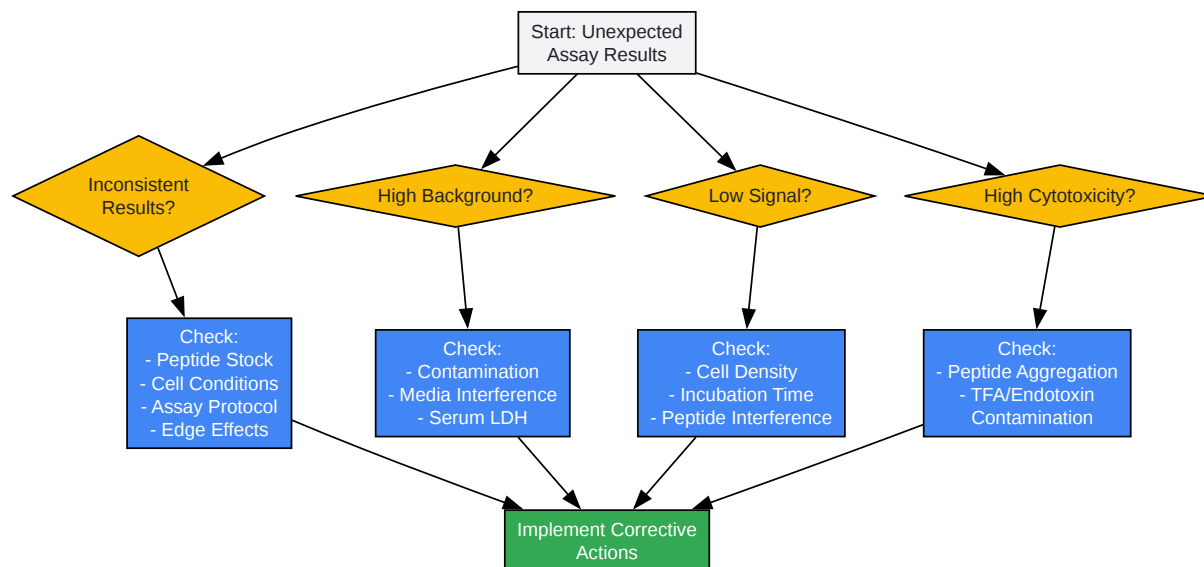 Start: Unexpected
Assay Results
Inconsistent
Results?
High Background?
Low Signal?
High Cytotoxicity?
Check:
- Peptide Stock
- Cell Conditions
- Assay Protocol
- Edge Effects
Check:
- Contamination
- Media Interference
- Serum LDH
Check:
- Cell Density
- Incubation Time
- Peptide Interference
Check:
- Peptide Aggregation
- TFA/Endotoxin
Contamination
Implement Corrective
Actions